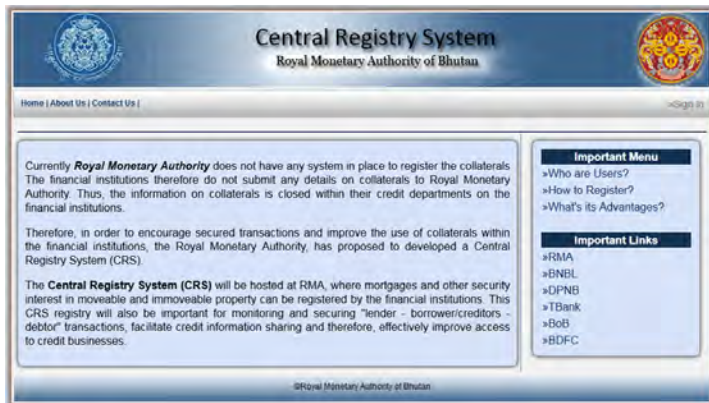 Central Registry System
Royal Monetary Authority of Bhutan
Home | About Us | Contact Us |
»Sign In
Currently Royal Monetary Authority does not have any system in place to register the collaterals
The financial institutions therefore do not submit any details on collaterals to Royal Monetary
Authority. Thus, the information on collaterals is closed within their credit departments on the
financial institutions.
Therefore, in order to encourage secured transactions and improve the use of collaterals within
the financial institutions, the Royal Monetary Authority, has proposed to developed a Central
Registry System (CRS).
The Central Registry System (CRS) will be hosted at RMA, where mortgages and other security
interest in moveable and immoveable property can be registered by the financial institutions. This
CRS registry will also be important for monitoring and securing "lender - borrower/creditors -
debtor" transactions, facilitate credit information sharing and therefore, effectively improve access
to credit businesses.
Important Menu
»Who are Users?
»How to Register?
»What's its Advantages?
Important Links
»RMA
»BNBL
»DPNB
»TBank
»BoB
»BDFC
©Royal Monetary Authority of Bhutan